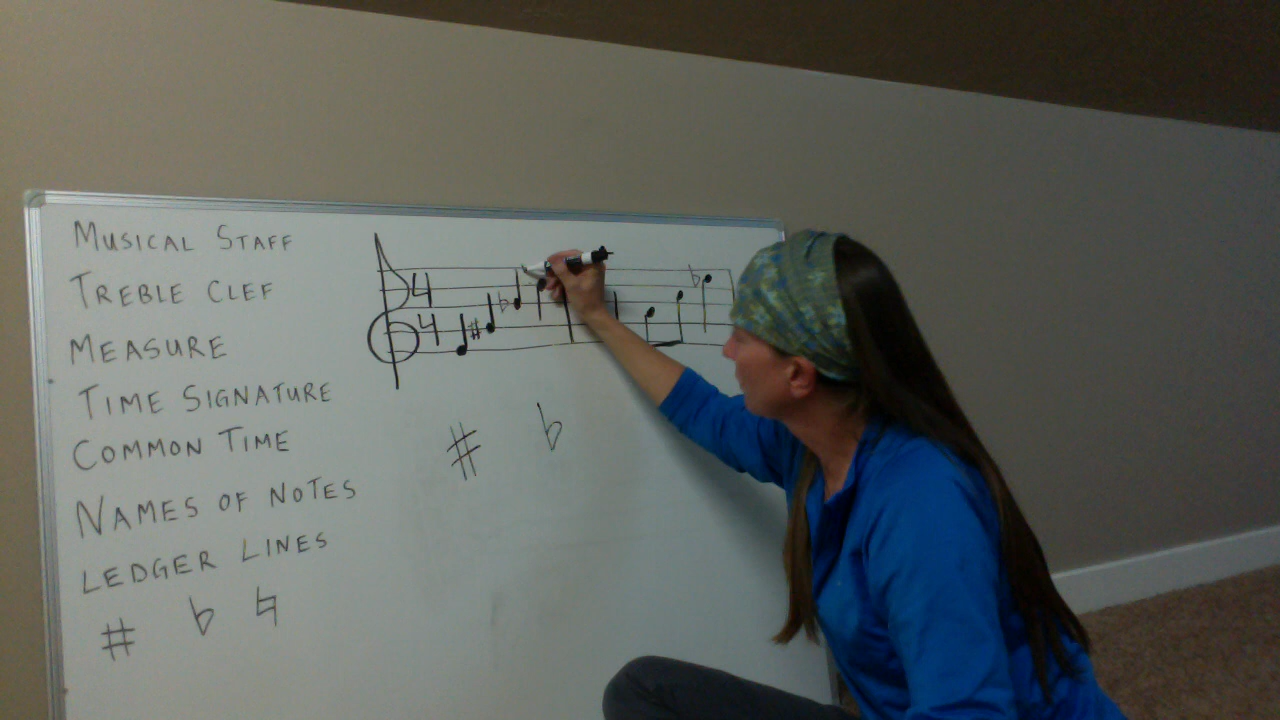 MUSICAL STAFF
TREBLE CLEF
MEASURE
TIME SIGNATURE
COMMON TIME
NAMES OF NOTES
LEDGER LINES
# ♭ ♮
4
4
# ♭